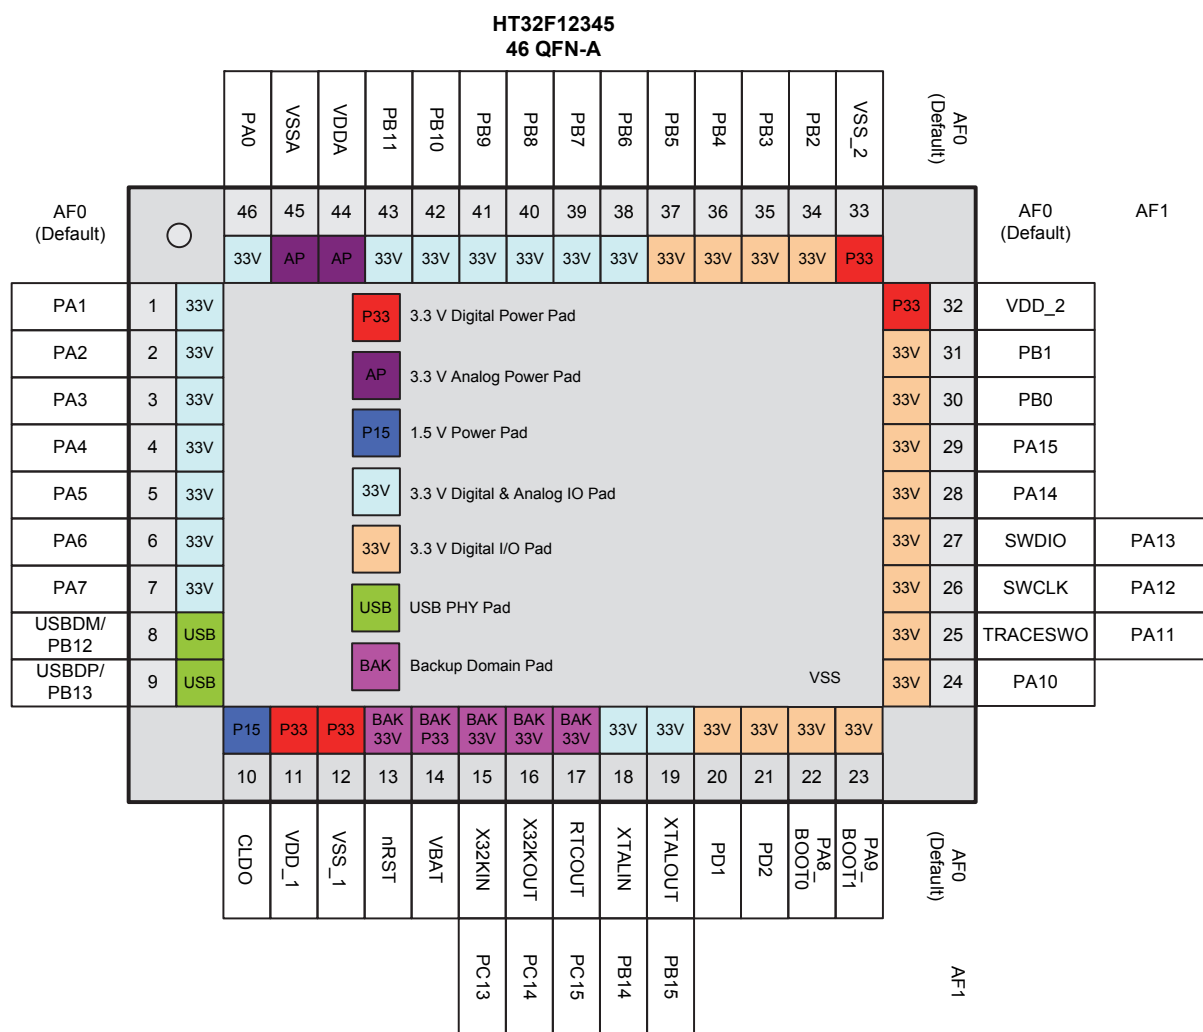 HT32F12345
46 QFN-A
PA0 VSSA VDDA PB11 PB10 PB9 PB8 PB7 PB6 PB5 PB4 PB3 PB2 VSS_2
AF0
(Default)
AF0
(Default)
46 45 44 43 42 41 40 39 38 37 36 35 34 33
AF0
(Default)
AF1
33V AP AP 33V 33V 33V 33V 33V 33V 33V 33V 33V 33V P33
PA1 1 33V
P33 3.3 V Digital Power Pad
P33 32 VDD_2
PA2 2 33V
33V 31 PB1
AP 3.3 V Analog Power Pad
PA3 3 33V
33V 30 PB0
P15 1.5 V Power Pad
PA4 4 33V
33V 29 PA15
PA5 5 33V
33V 3.3 V Digital & Analog IO Pad
33V 28 PA14
PA6 6 33V
33V 3.3 V Digital I/O Pad
33V 27 SWDIO PA13
PA7 7 33V
33V 26 SWCLK PA12
USB USB PHY Pad
USBDM/
PB12
8 USB
33V 25 TRACESWO PA11
BAK Backup Domain Pad
USBDP/
PB13
9 USB
VSS
33V 24 PA10
P15 P33 P33 BAK 33V BAK P33 BAK 33V BAK 33V BAK 33V 33V 33V 33V 33V 33V 33V
10 11 12 13 14 15 16 17 18 19 20 21 22 23
CLDO VDD_1 VSS_1 nRST VBAT X32KIN X32KOUT RTCOUT XTALIN XTALOUT PD1 PD2
PA8_
BOOT0
PA9_
BOOT1
AF0
(Default)
PC13 PC14 PC15 PB14 PB15
AF1